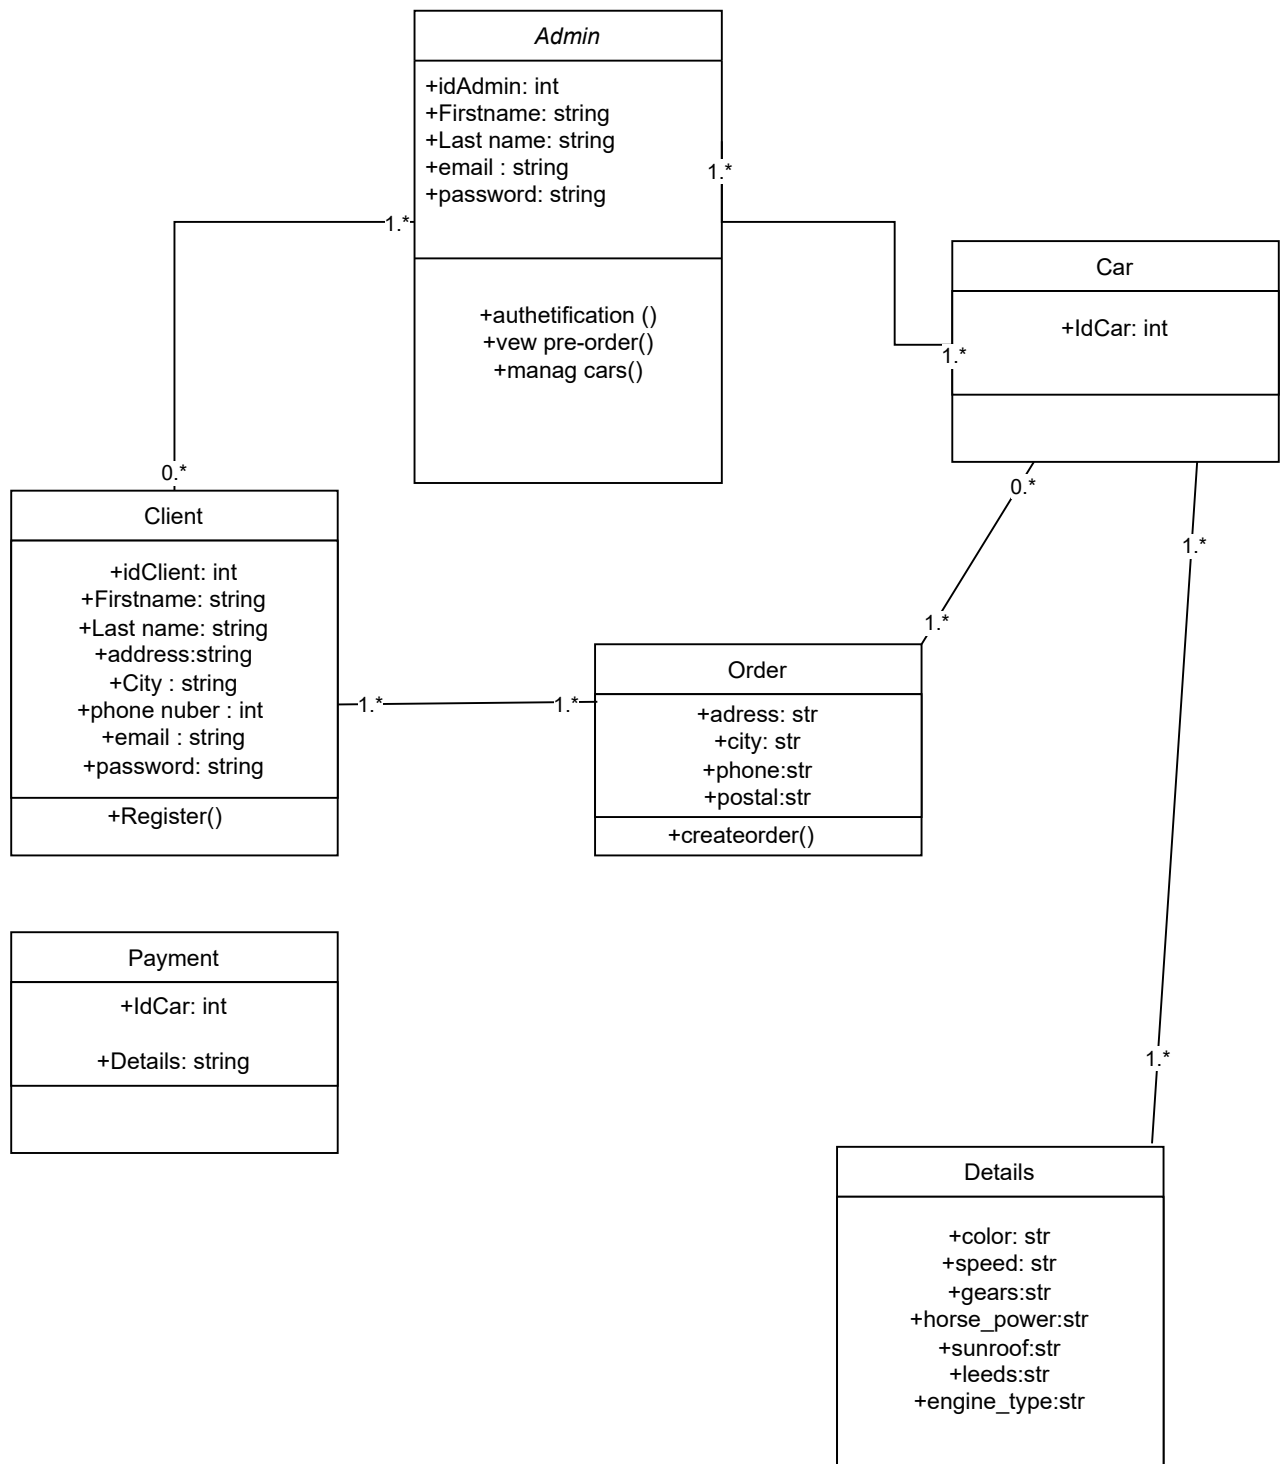 Admin
+idAdmin: int
+Firstname: string
+Last name: string
+email : string
+password: string
1.*
1.*
+authetification ()
+vew pre-order()
+manag cars()
Car
+IdCar: int
1.*
0.*
Client
+idClient: int
+Firstname: string
+Last name: string
+address:string
+City : string
+phone nuber : int
+email : string
+password: string
+Register()
0.*
1.*
1.*
1.*
1.*
Order
+adress: str
+city: str
+phone:str
+postal:str
+createorder()
Payment
+IdCar: int
+Details: string
1.*
Details
+color: str
+speed: str
+gears:str
+horse_power:str
+sunroof:str
+leeds:str
+engine_type:str